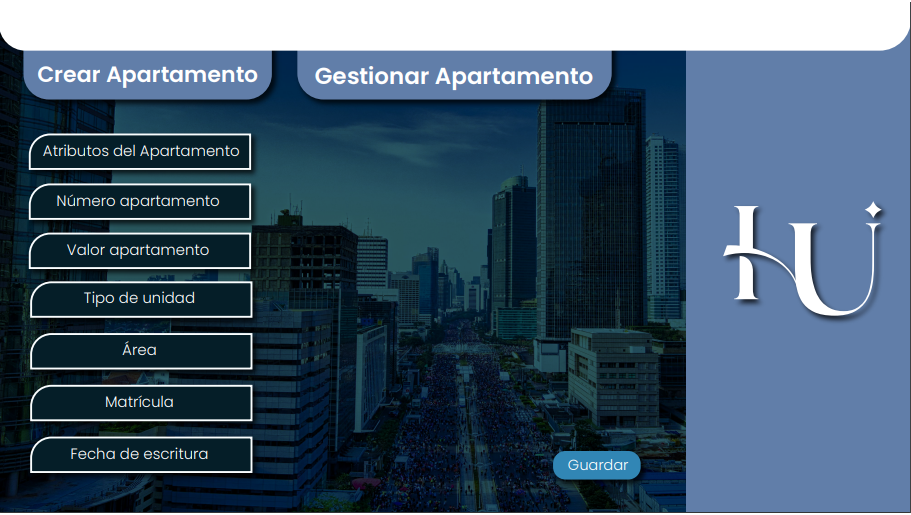 Crear Apartamento
Gestionar Apartamento
Atributos del Apartamento
Número apartamento
Valor apartamento
Tipo de unidad
Área
Matrícula
Fecha de escritura
Guardar
HU